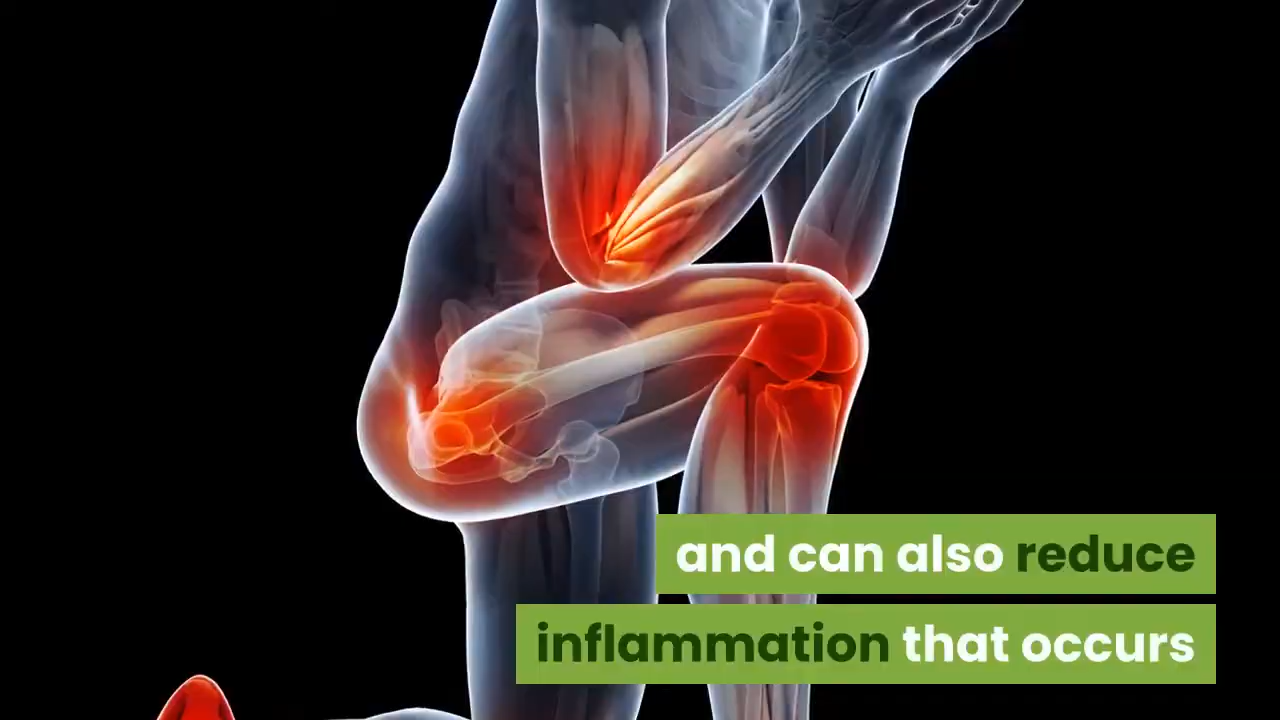 and can also reduce
inflammation that occurs